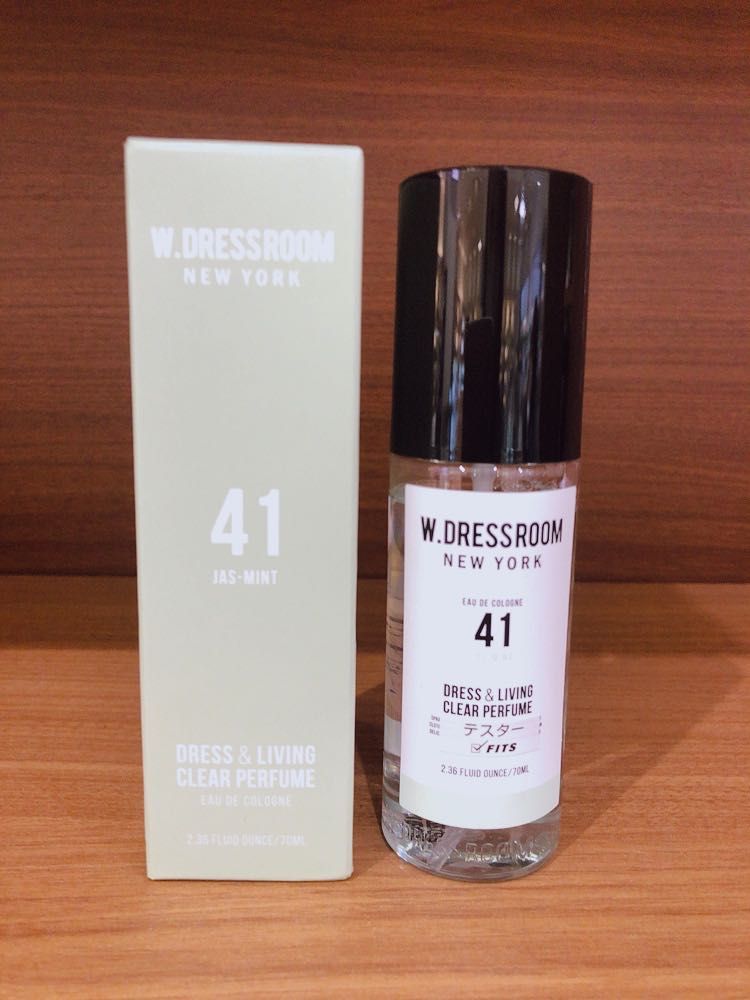 W.DRESSROOM
NEW YORK
41
JAS-MINT
DRESS & LIVING
CLEAR PERFUME
EAU DE COLOGNE
2.36 FLUID OUNCE/70ML
W.DRESSROOM
NEW YORK
EAU DE COLOGNE
41
DRESS & LIVING
CLEAR PERFUME
テスター
FITS
2.36 FLUID OUNCE/70ML